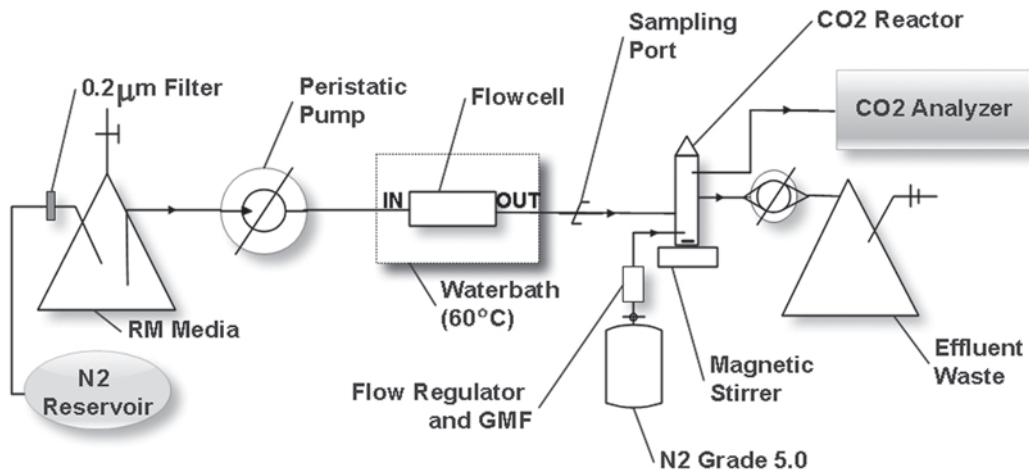 Sampling
Port
CO2 Reactor
0.2μm Filter
Peristatic
Pump
Flowcell
CO2 Analyzer
IN
OUT
Waterbath
(60°C)
RM Media
N2
Reservoir
Flow Regulator
and GMF
Magnetic
Stirrer
Effluent
Waste
N2 Grade 5.0